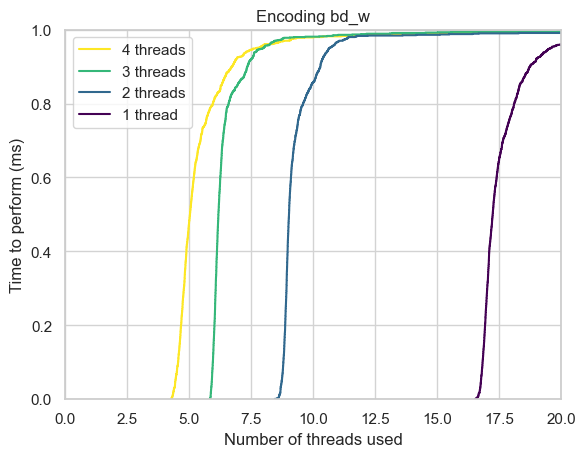 Encoding bd_w
4 threads
3 threads
2 threads
1 thread
Time to perform (ms)
1.0
0.8
0.6
0.4
0.2
0.0
0.0 2.5 5.0 7.5 10.0 12.5 15.0 17.5 20.0
Number of threads used